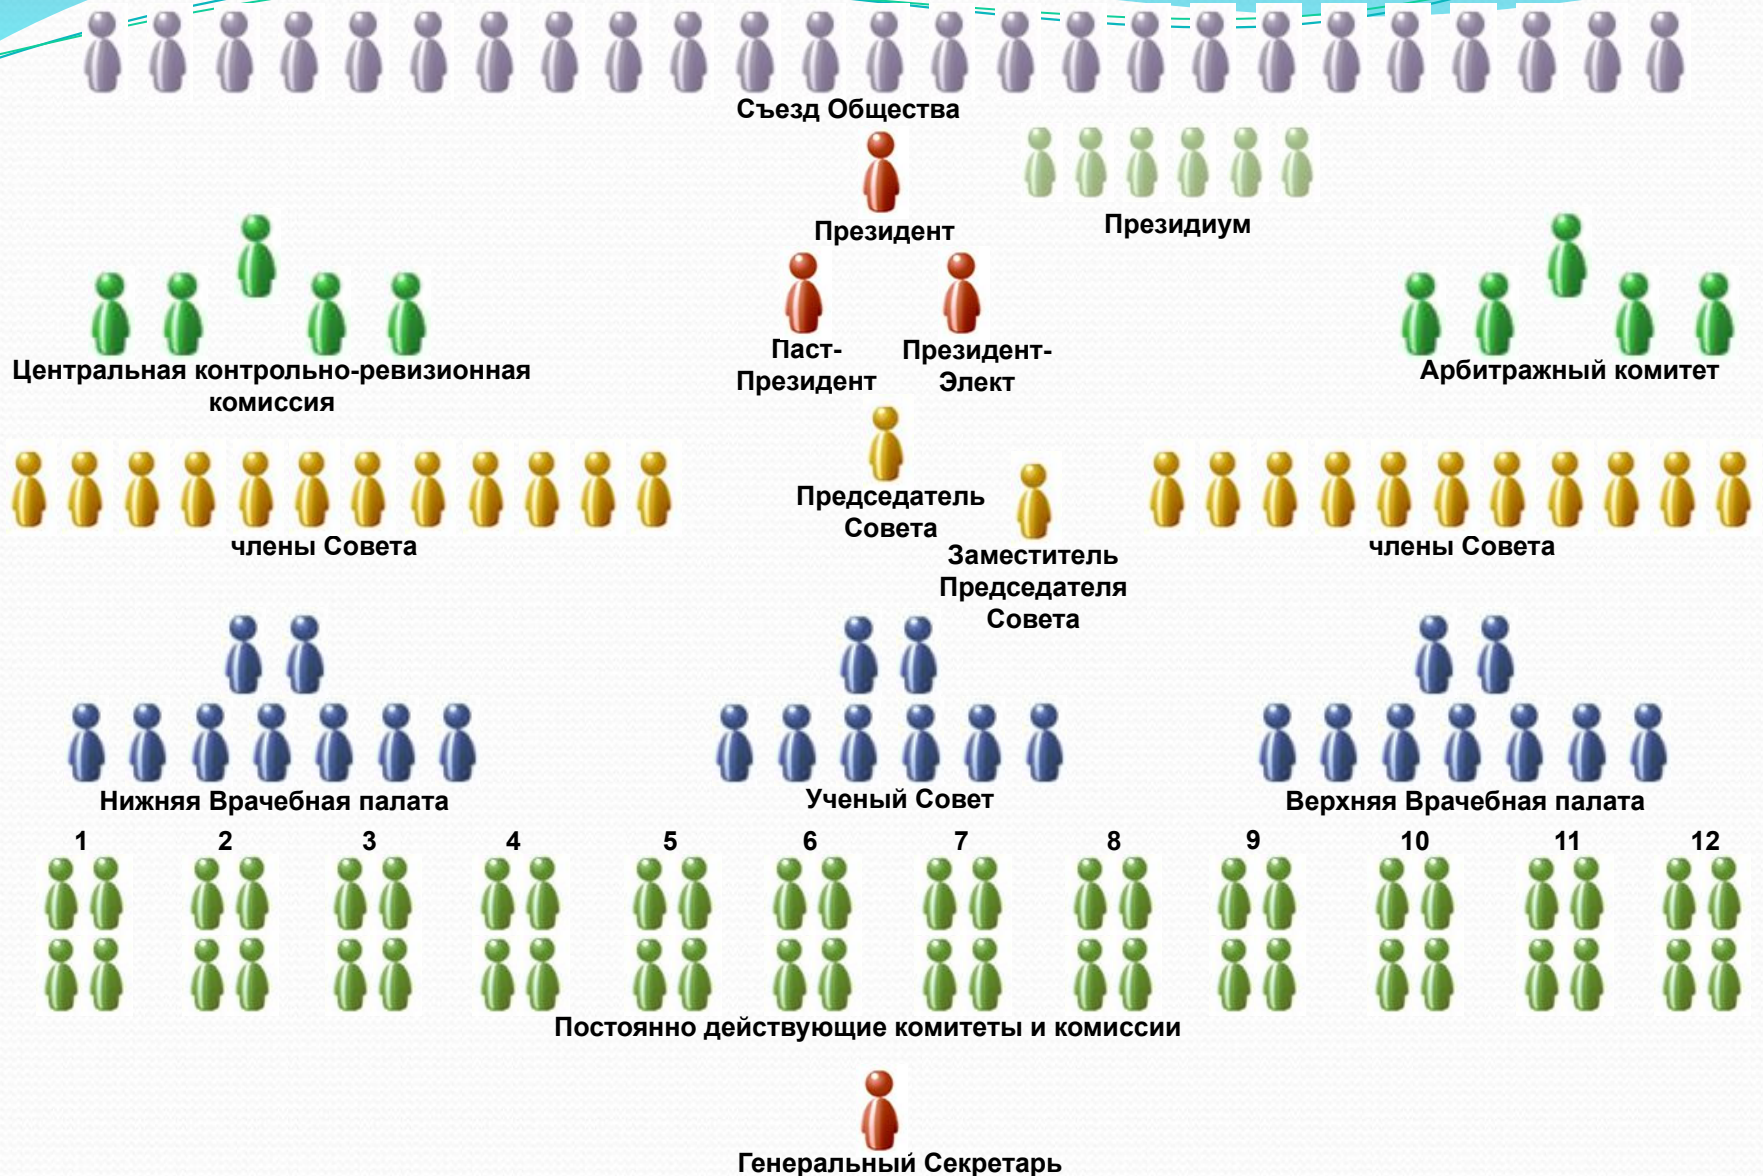 Съезд Общества
Президент
Президиум
Паст-
Президент
Президент-
Элект
Центральная контрольно-ревизионная
комиссия
Арбитражный комитет
Председатель
Совета
Заместитель
Председателя
Совета
члены Совета
члены Совета
Нижняя Врачебная палата
Ученый Совет
Верхняя Врачебная палата
1 2 3 4 5 6 7 8 9 10 11 12
Постоянно действующие комитеты и комиссии
Генеральный Секретарь